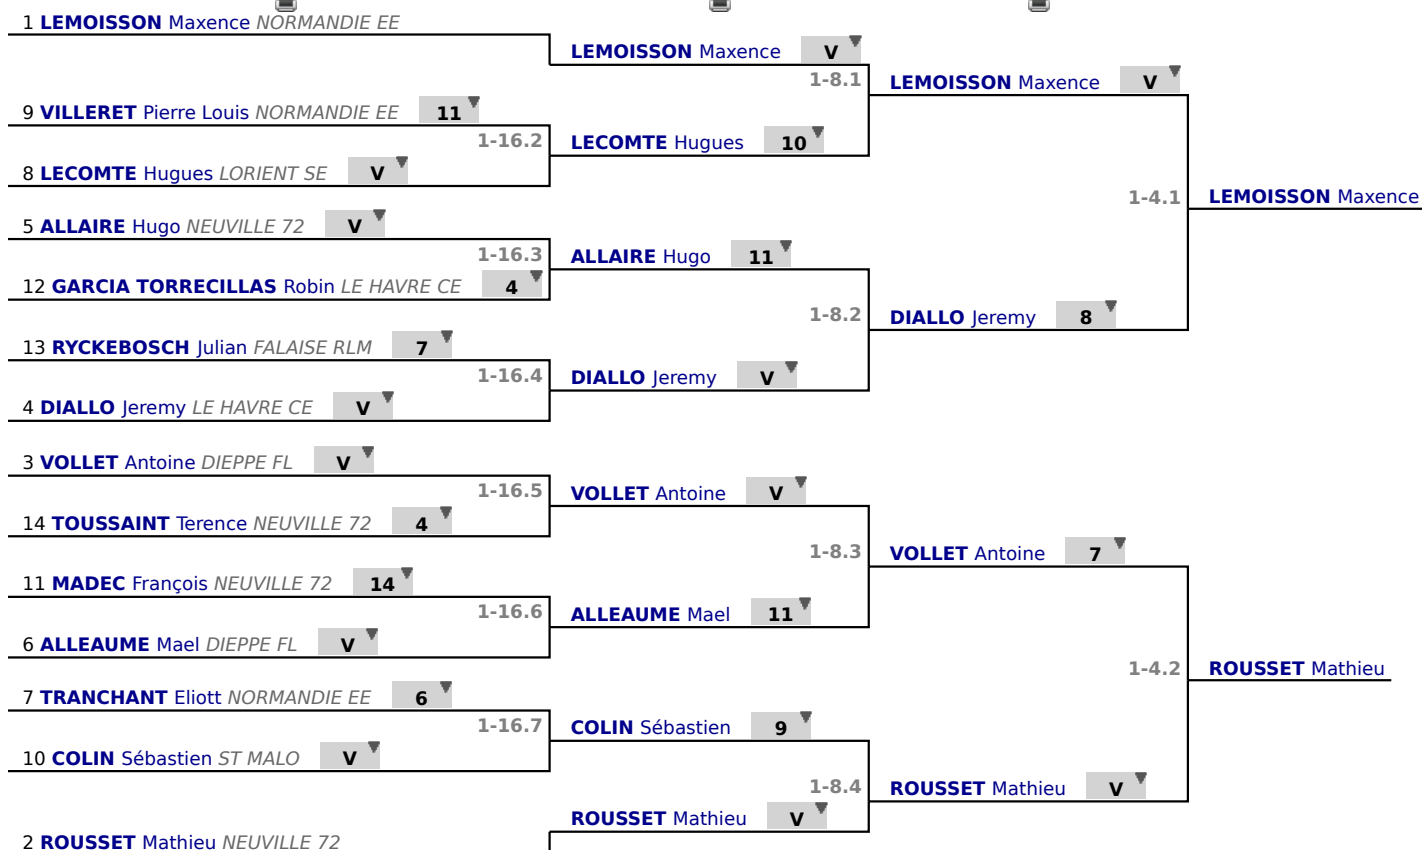 1 LEMOISSON Maxence NORMANDIE EE
9 VILLERET Pierre Louis NORMANDIE EE 11
1-16.2
8 LECOMTE Hugues LORIENT SE V
5 ALLAIRE Hugo NEUVILLE 72 V
1-16.3
12 GARCIA TORRECILLAS Robin LE HAVRE CE 4
13 RYCKEBOSCH Julian FALAISE RLM 7
1-16.4
4 DIALLO Jeremy LE HAVRE CE V
3 VOLLET Antoine DIEPPE FL V
1-16.5
14 TOUSSAINT Terence NEUVILLE 72 4
11 MADEC François NEUVILLE 72 14
1-16.6
6 ALLEAUME Mael DIEPPE FL V
7 TRANCHANT Eliott NORMANDIE EE 6
1-16.7
10 COLIN Sébastien ST MALO V
2 ROUSSET Mathieu NEUVILLE 72
LEMOISSON Maxence V
1-8.1
LECOMTE Hugues 10
ALLAIRE Hugo 11
1-8.2
DIALLO Jeremy V
VOLLET Antoine V
1-8.3
ALLEAUME Mael 11
COLIN Sébastien 9
1-8.4
ROUSSET Mathieu V
LEMOISSON Maxence V
1-4.1
DIALLO Jeremy 8
VOLLET Antoine 7
1-4.2
ROUSSET Mathieu V
LEMOISSON Maxence
ROUSSET Mathieu